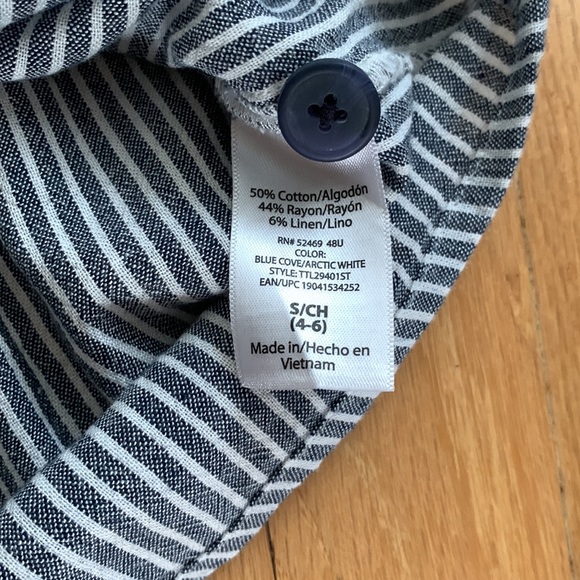 50% Cotton/Algodón
44% Rayon/Rayón
6% Linen/Lino
RN# 52469 48U
COLOR:
BLUE COVE/ARCTIC WHITE
STYLE: TTL29401ST
EAN/UPC 19041534252
S/CH
(4-6)
Made in/Hecho en
Vietnam